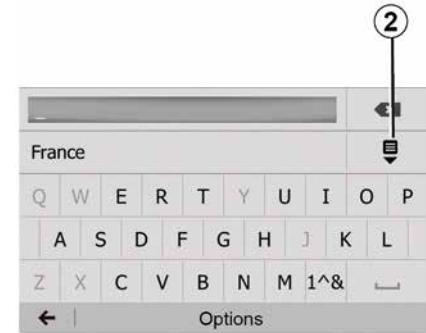 2
France
Q W E R T Y U I O P
A S D F G H J K L
Z X C V B N M 1^&
Options